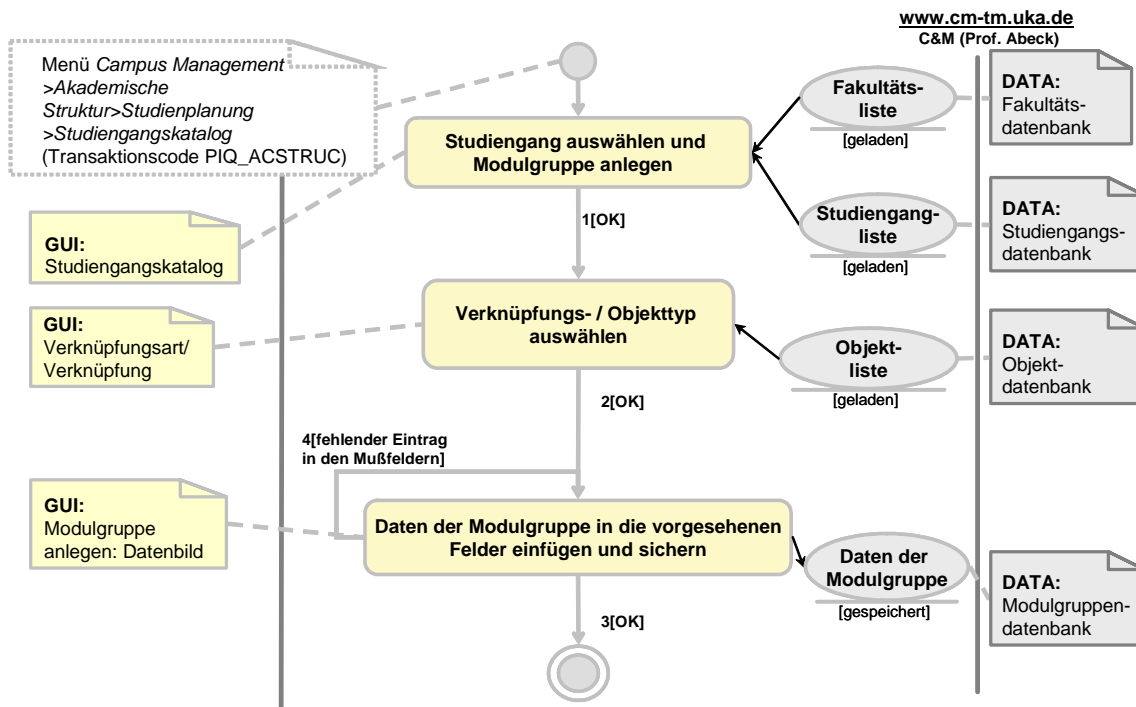 www.cm-tm.uka.de
C&M (Prof. Abeck)
Menü Campus Management
>Akademische
Struktur>Studienplanung
>Studiengangskatalog
(Transaktionscode PIQ_ACSTRUC)
Studiengang auswählen und
Modulgruppe anlegen
Fakultäts-
liste
[geladen]
DATA:
Fakultäts-
datenbank
GUI:
Studiengangskatalog
1[OK]
Studiengang-
liste
[geladen]
DATA:
Studiengangs-
datenbank
GUI:
Verknüpfungsart/
Verknüpfung
Verknüpfungs- / Objekttyp
auswählen
Objekt-
liste
[geladen]
DATA:
Objekt-
datenbank
2[OK]
4[fehlender Eintrag
in den Mußfeldern]
GUI:
Modulgruppe
anlegen: Datenbild
Daten der Modulgruppe in die vorgesehenen
Felder einfügen und sichern
Daten der
Modulgruppe
[gespeichert]
DATA:
Modulgruppen-
datenbank
3[OK]